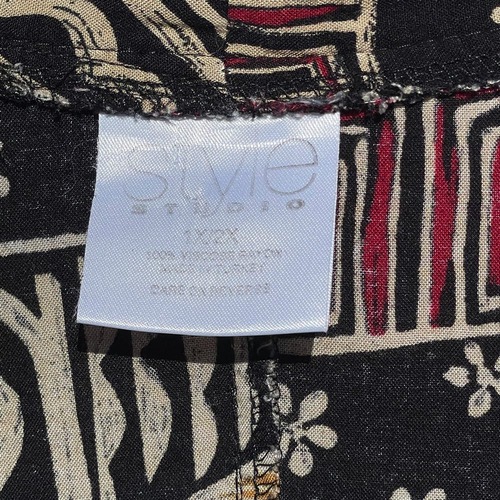 style
STUDIO
1X/2X
100% VISCOSE RAYON
MADE IN TURKEY
CARE ON REVERSE